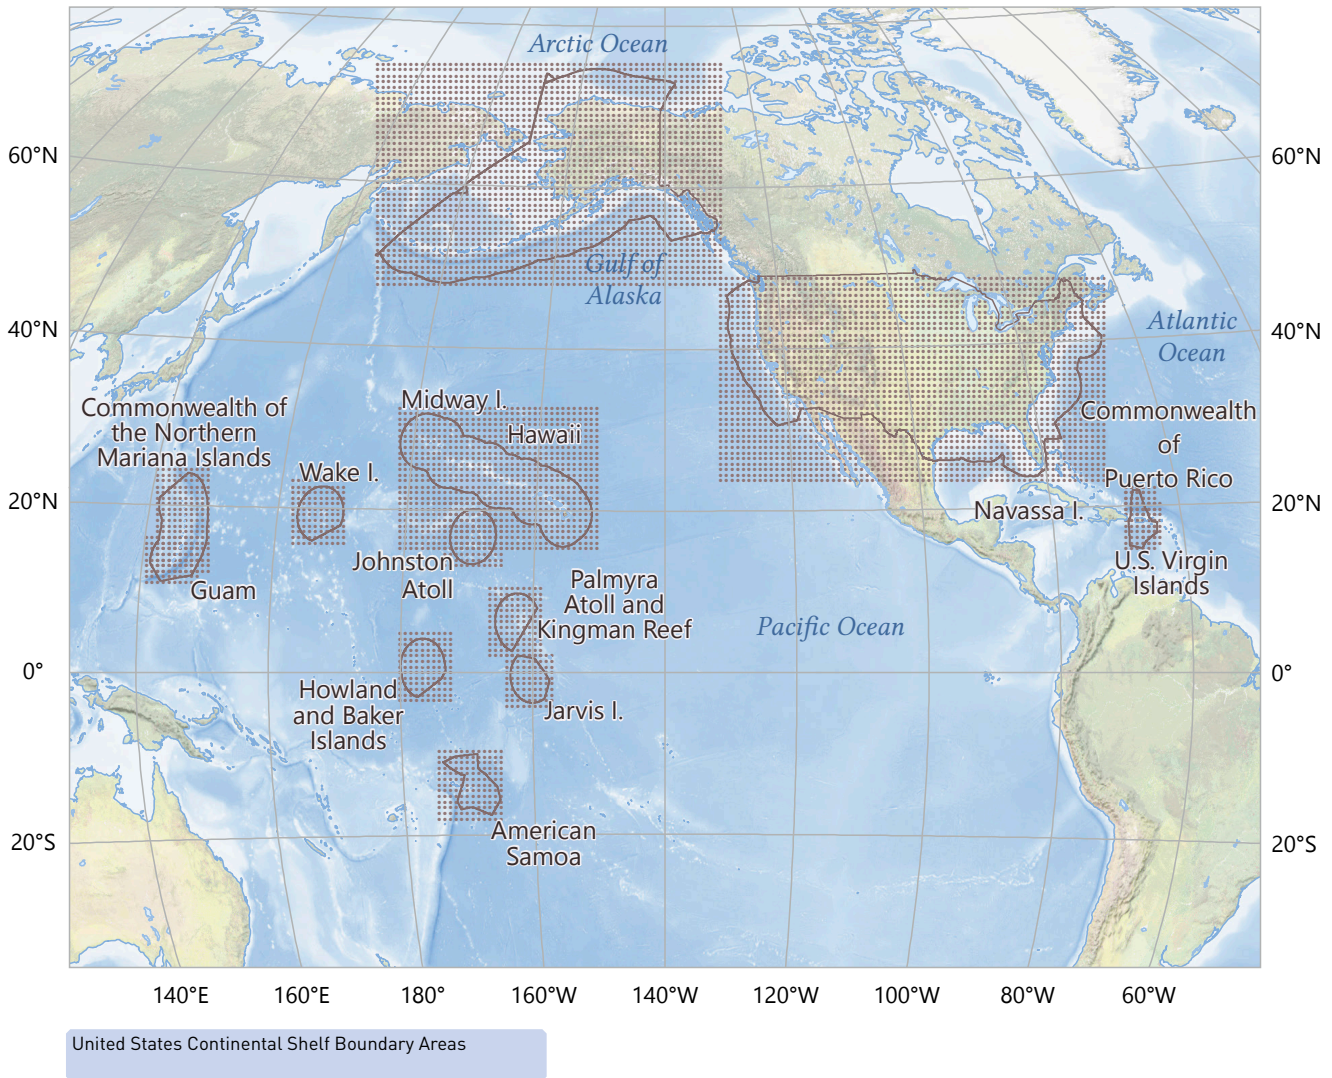 Arctic Ocean
60°N
60°N
Gulf of
Alaska
40°N
40°N
Atlantic
Ocean
Midway I.
Commonwealth of
the Northern
Mariana Islands
Hawaii
Commonwealth
of
Puerto Rico
Wake I.
20°N
20°N
Navassa I.
Johnston
Atoll
Guam
U.S. Virgin
Islands
Palmyra
Atoll and
Kingman Reef
Pacific Ocean
0°
0°
Howland
and Baker
Islands
Jarvis I.
American
Samoa
20°S
20°S
140°E
160°E
180°
160°W
140°W
120°W
100°W
80°W
60°W
United States Continental Shelf Boundary Areas